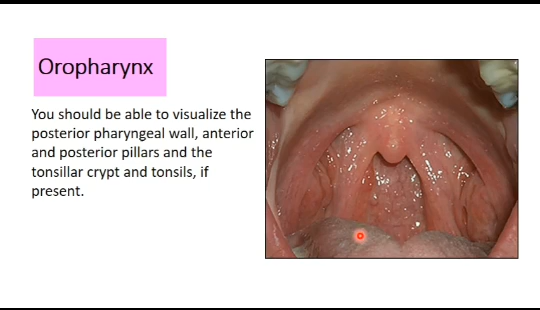 Oropharynx
You should be able to visualize the
posterior pharyngeal wall, anterior
and posterior pillars and the
tonsillar crypt and tonsils, if
present.